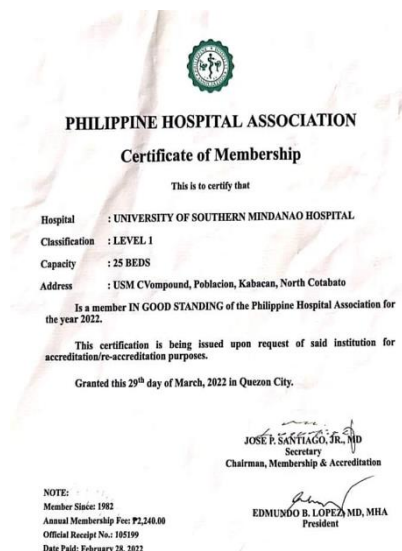 PHILIPPINE HOSPITAL ASSOCIATION
Certificate of Membership
This is to certify that
Hospital : UNIVERSITY OF SOUTHERN MINDANAO HOSPITAL
Classification : LEVEL 1
Capacity : 25 BEDS
Address : USM CVompound, Poblacion, Kabacan, North Cotabato
Is a member IN GOOD STANDING of the Philippine Hospital Association for
the year 2022.
This certification is being issued upon request of said institution for
accreditation/re-accreditation purposes.
Granted this 29th day of March, 2022 in Quezon City.
JOSE P. SANTIAGO, JR., MD
Secretary
Chairman, Membership & Accreditation
NOTE:
Member Since: 1982
Annual Membership Fee: ₱2,240.00
Official Receipt No.: 105199
Date Paid: February 28, 2022
EDMUNDO B. LOPEZ, MD, MHA
President